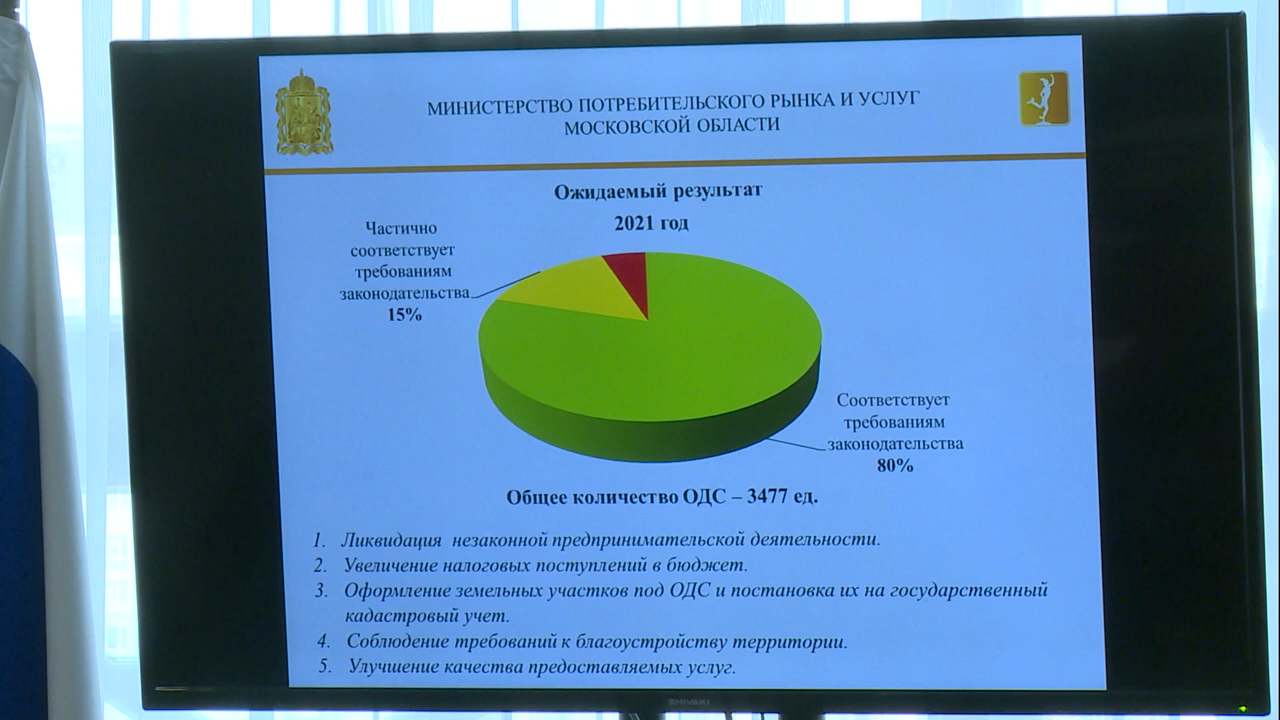 МИНИСТЕРСТВО ПОТРЕБИТЕЛЬСКОГО РЫНКА И УСЛУГ
МОСКОВСКОЙ ОБЛАСТИ
Ожидаемый результат
2021 год
Частично
соответствует
требованиям
законодательства
15%
Соответствует
требованиям
законодательства
80%
Общее количество ОДС – 3477 ед.
1. Ликвидация незаконной предпринимательской деятельности.
2. Увеличение налоговых поступлений в бюджет.
3. Оформление земельных участков под ОДС и постановка их на государственный
кадастровый учет.
4. Соблюдение требований к благоустройству территории.
5. Улучшение качества предоставляемых услуг.
SHIVAKI